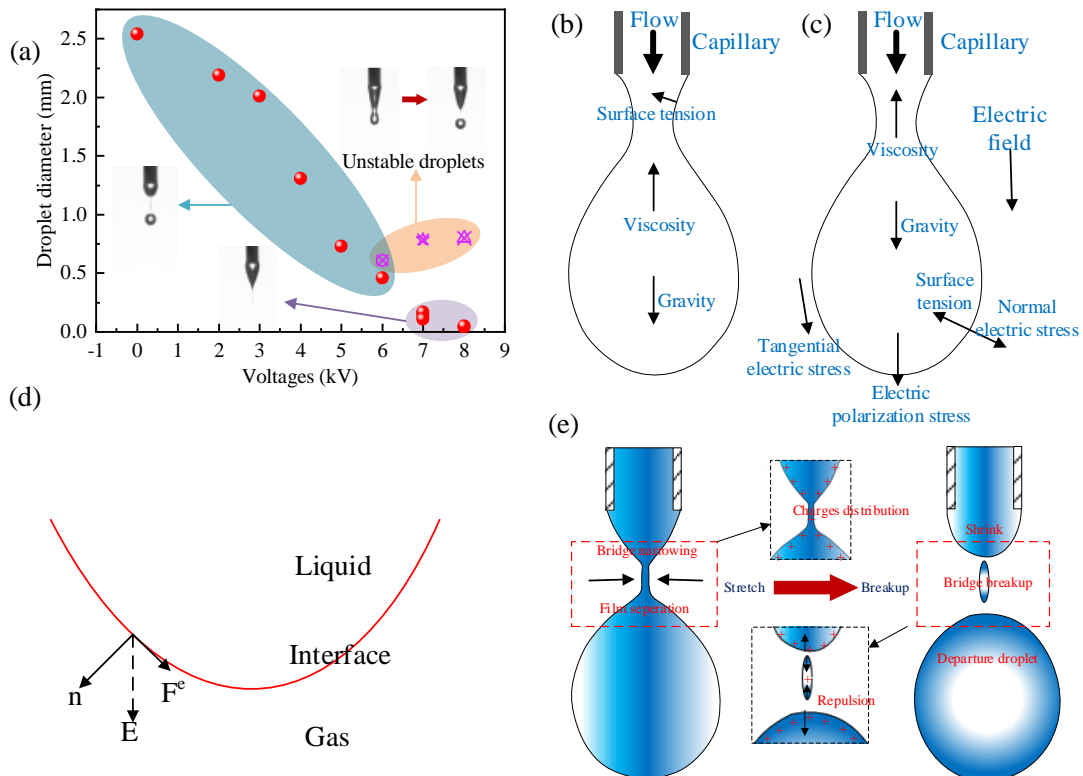 (a)
Droplet diameter (mm)
2.5
2.0
1.5
1.0
0.5
0.0
-1 0 1 2 3 4 5 6 7 8 9
Voltages (kV)
Unstable droplets
(b)
Flow
Capillary
Surface tension
Viscosity
Gravity
(c)
Flow
Capillary
Viscosity
Electric
field
Gravity
Surface
tension
Normal
electric stress
Tangential
electric stress
Electric
polarization stress
(d)
Liquid
Interface
Gas
n
E
Fᵉ
(e)
Bridge narrowing
Film seperation
Charges distribution
Stretch
Breakup
Repulsion
Shrink
Bridge breakup
Departure droplet
+ + + + + + + + + + +